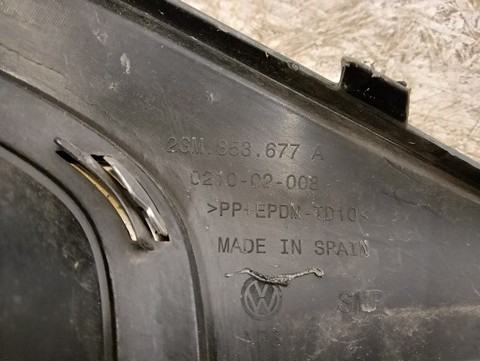 2GM.853.677 A
0210-02-008
>PP+EPDM-TD10<
MADE IN SPAIN
SMP